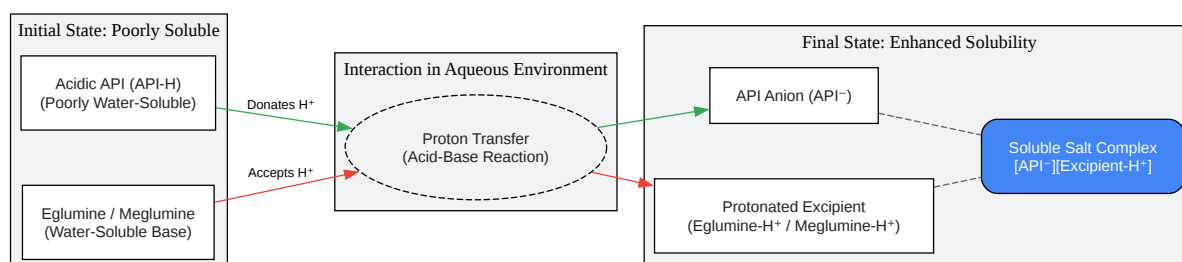 Initial State: Poorly Soluble
Acidic API (API-H)
(Poorly Water-Soluble)
Eglumine / Meglumine
(Water-Soluble Base)
Donates H⁺
Accepts H⁺
Interaction in Aqueous Environment
Proton Transfer
(Acid-Base Reaction)
Final State: Enhanced Solubility
API Anion (API⁻)
Protonated Excipient
(Eglumine-H⁺ / Meglumine-H⁺)
Soluble Salt Complex
[API⁻][Excipient-H⁺]